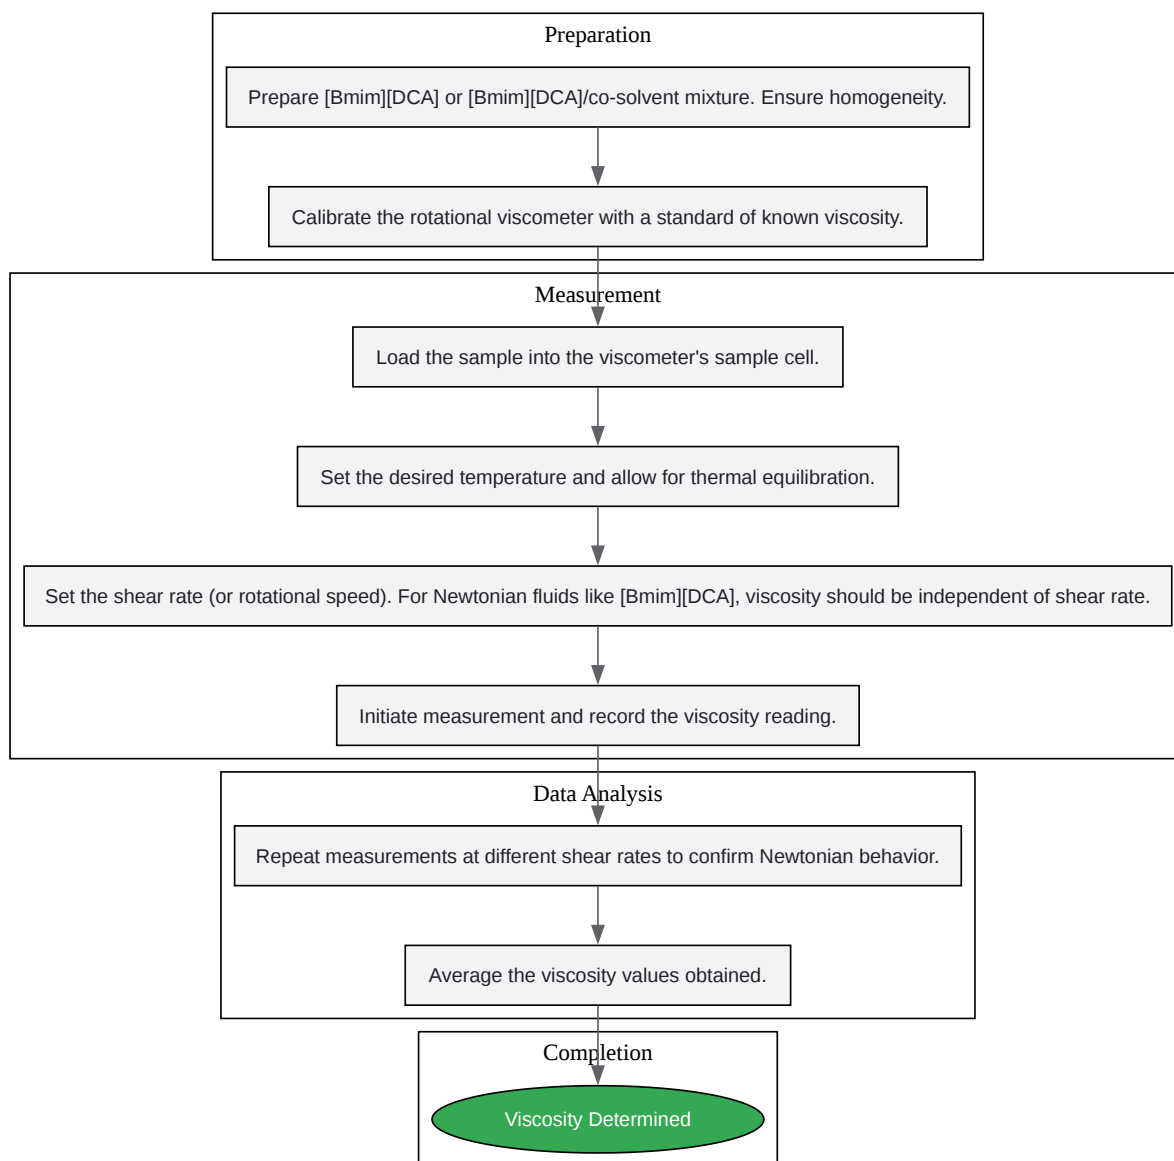 Preparation
Prepare [Bmim][DCA] or [Bmim][DCA]/co-solvent mixture. Ensure homogeneity.
Calibrate the rotational viscometer with a standard of known viscosity.
Measurement
Load the sample into the viscometer's sample cell.
Set the desired temperature and allow for thermal equilibration.
Set the shear rate (or rotational speed). For Newtonian fluids like [Bmim][DCA], viscosity should be independent of shear rate.
Initiate measurement and record the viscosity reading.
Data Analysis
Repeat measurements at different shear rates to confirm Newtonian behavior.
Average the viscosity values obtained.
Completion
Viscosity Determined